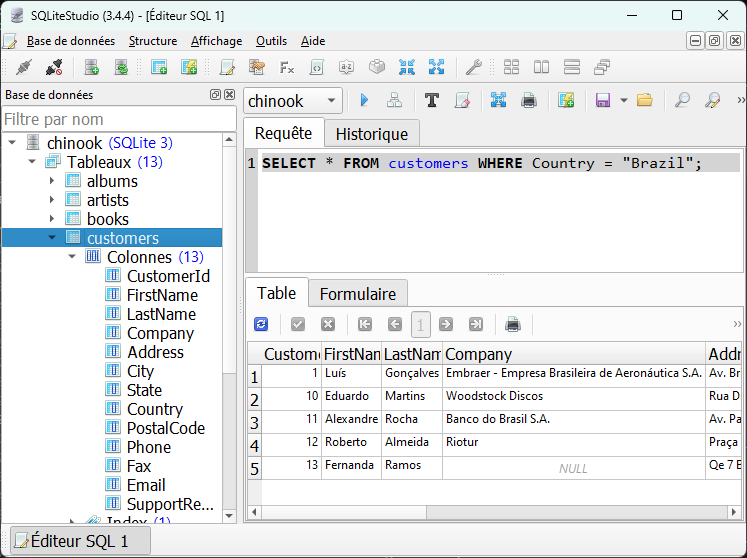 SQLiteStudio (3.4.4) - [Éditeur SQL 1]
Base de données Structure Affichage Outils Aide
Base de données
Filtre par nom
chinook (SQLite 3)
Tableaux (13)
albums
artists
books
customers
Colonnes (13)
CustomerId
FirstName
LastName
Company
Address
City
State
Country
PostalCode
Phone
Fax
Email
SupportRe...
Index (1)
chinook
Requête Historique
1 SELECT * FROM customers WHERE Country = "Brazil";
Table Formulaire
1
Custome FirstNam LastNam Company Addr
1 1 Luís Gonçalves Embraer - Empresa Brasileira de Aeronáutica S.A. Av. Br
2 10 Eduardo Martins Woodstock Discos Rua D
3 11 Alexandre Rocha Banco do Brasil S.A. Av. Pa
4 12 Roberto Almeida Riotur Praça
5 13 Fernanda Ramos NULL Qe 7 B
Éditeur SQL 1